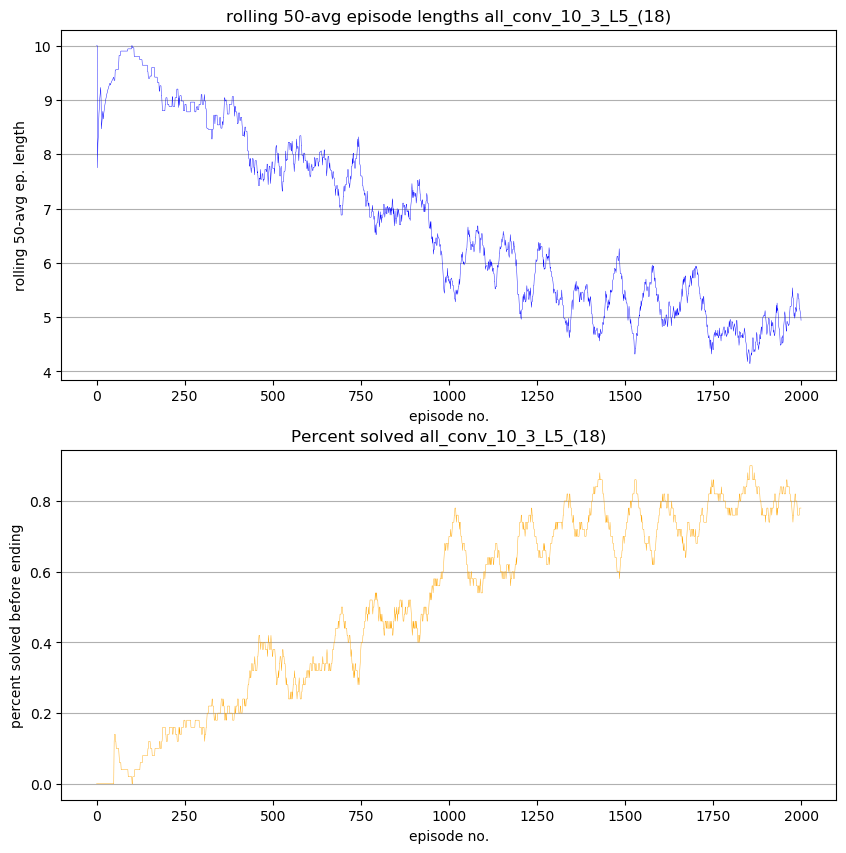 rolling 50-avg episode lengths all_conv_10_3_L5_(18)
10
9
8
7
6
5
4
rolling 50-avg ep. length
0 250 500 750 1000 1250 1500 1750 2000
episode no.
Percent solved all_conv_10_3_L5_(18)
0.8
0.6
0.4
0.2
0.0
percent solved before ending
0 250 500 750 1000 1250 1500 1750 2000
episode no.